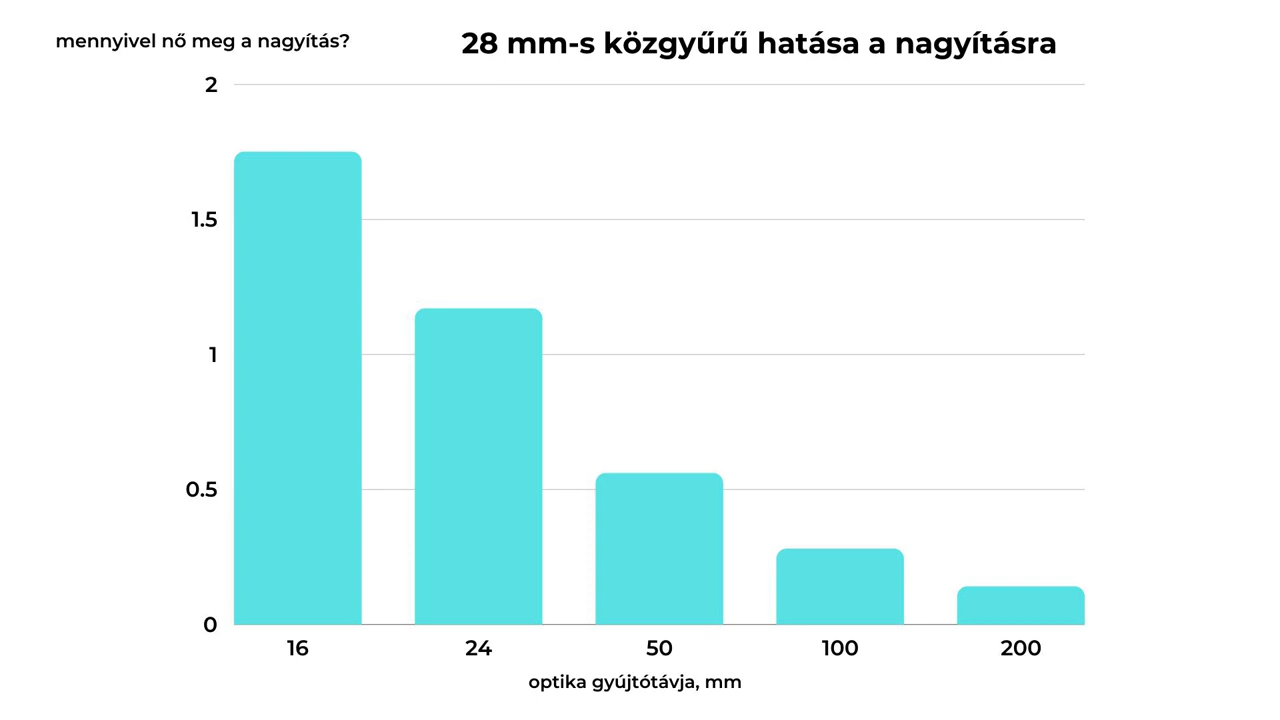 mennyivel nő meg a nagyítás?
28 mm-s közgyűrű hatása a nagyításra
2
1.5
1
0.5
0
16 24 50 100 200
optika gyújtótávja, mm